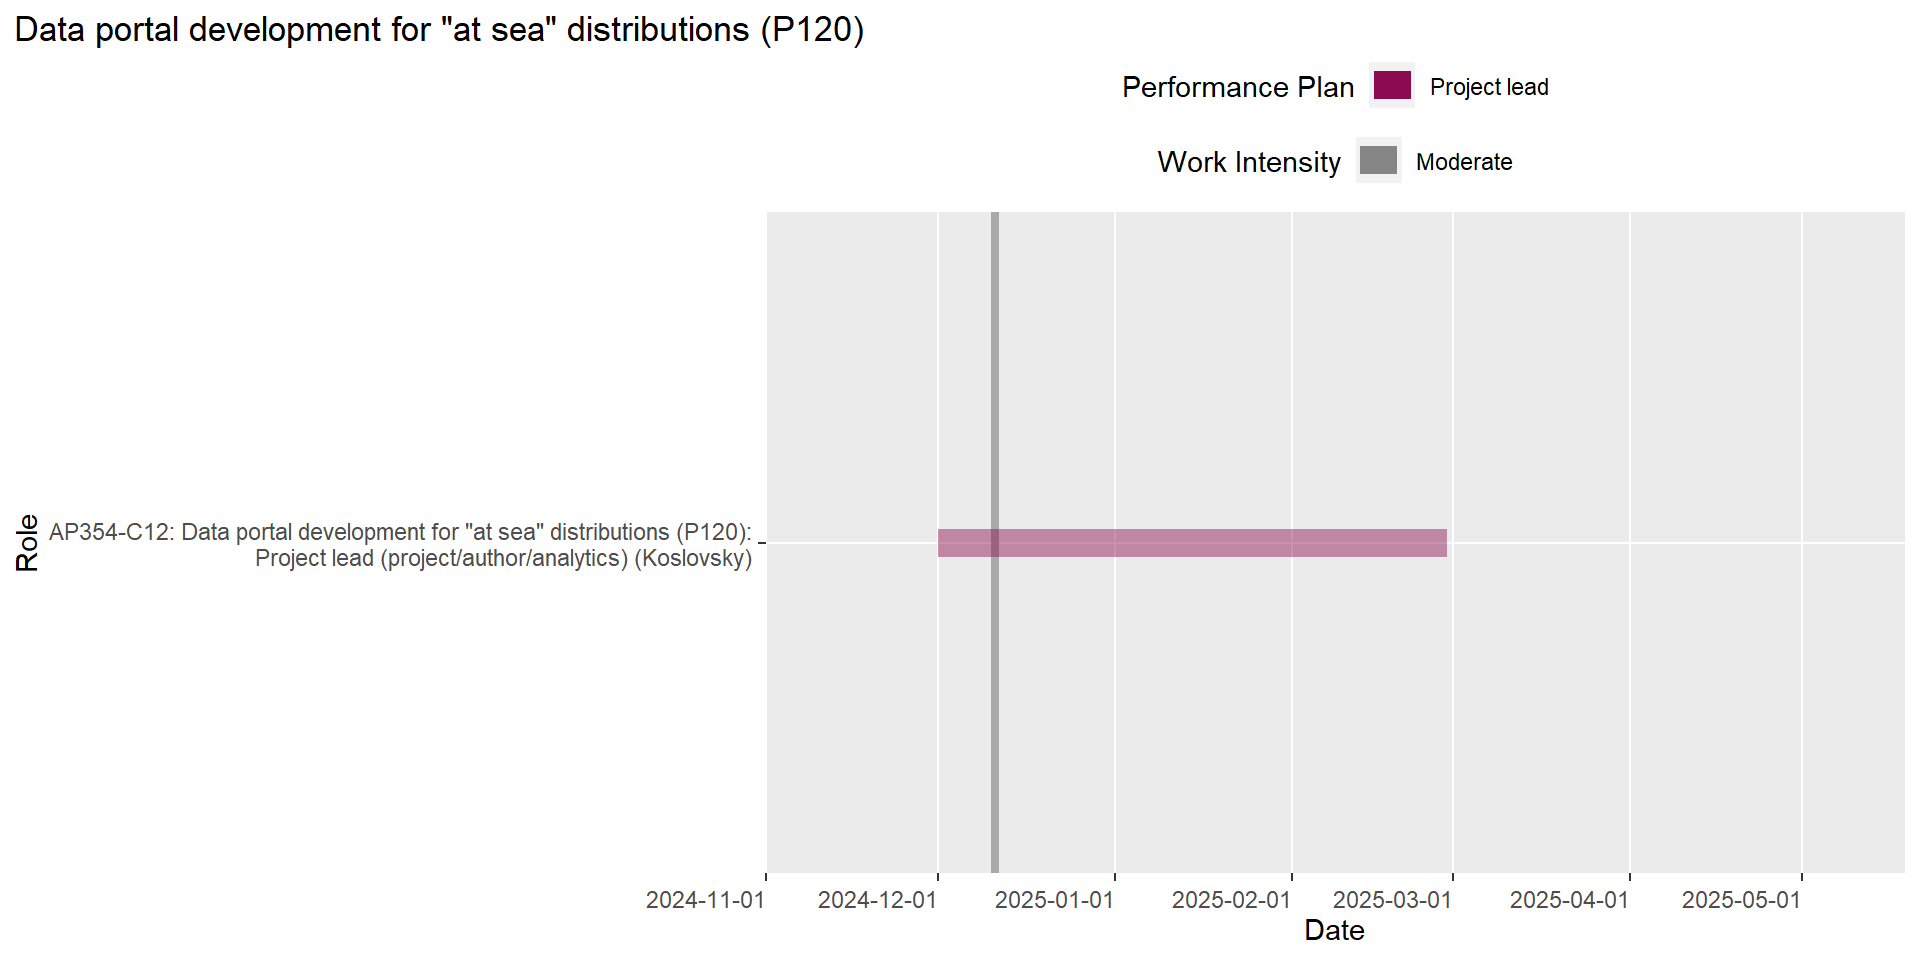 Data portal development for "at sea" distributions (P120)
Performance Plan
Project lead
Work Intensity
Moderate
Role
AP354-C12: Data portal development for "at sea" distributions (P120):
Project lead (project/author/analytics) (Koslovsky)
2024-11-01
2024-12-01
2025-01-01
2025-02-01
2025-03-01
2025-04-01
2025-05-01
Date